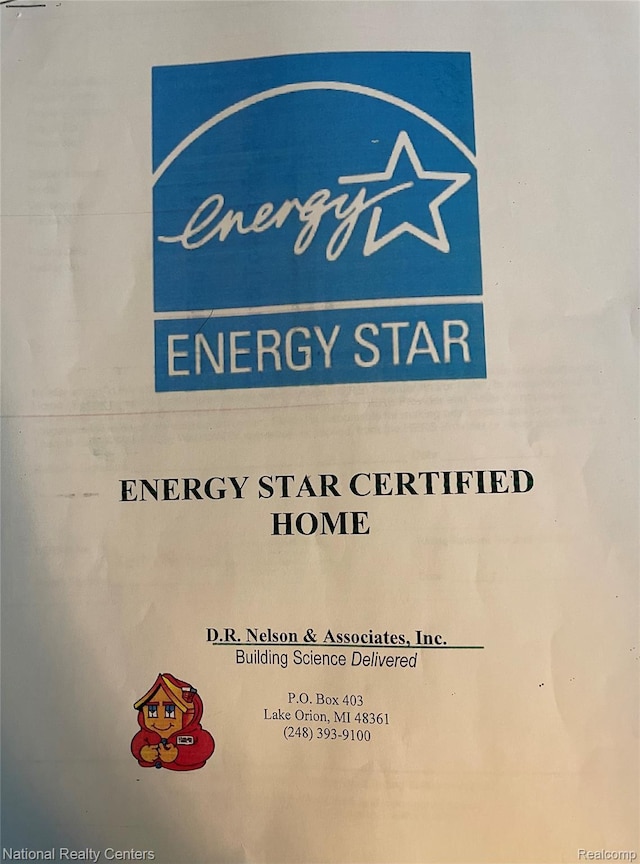 energy
ENERGY STAR
ENERGY STAR CERTIFIED
HOME
D.R. Nelson & Associates, Inc.
Building Science Delivered
P.O. Box 403
Lake Orion, MI 48361
(248) 393-9100
National Realty Centers
Realcomp